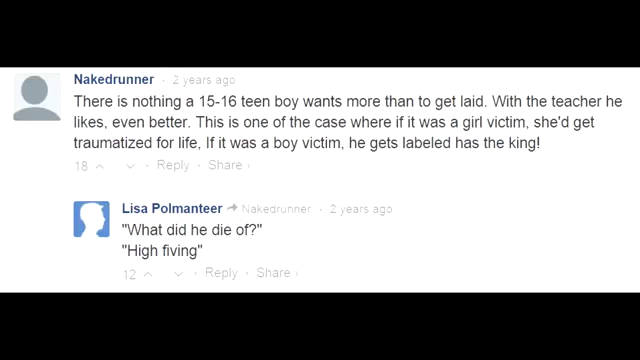 Nakedrunner · 2 years ago
There is nothing a 15-16 teen boy wants more than to get laid. With the teacher he
likes, even better. This is one of the case where if it was a girl victim, she'd get
traumatized for life, If it was a boy victim, he gets labeled has the king!
18 · Reply · Share ›
Lisa Polmanteer Nakedrunner · 2 years ago
"What did he die of?"
"High fiving"
12 · Reply · Share ›